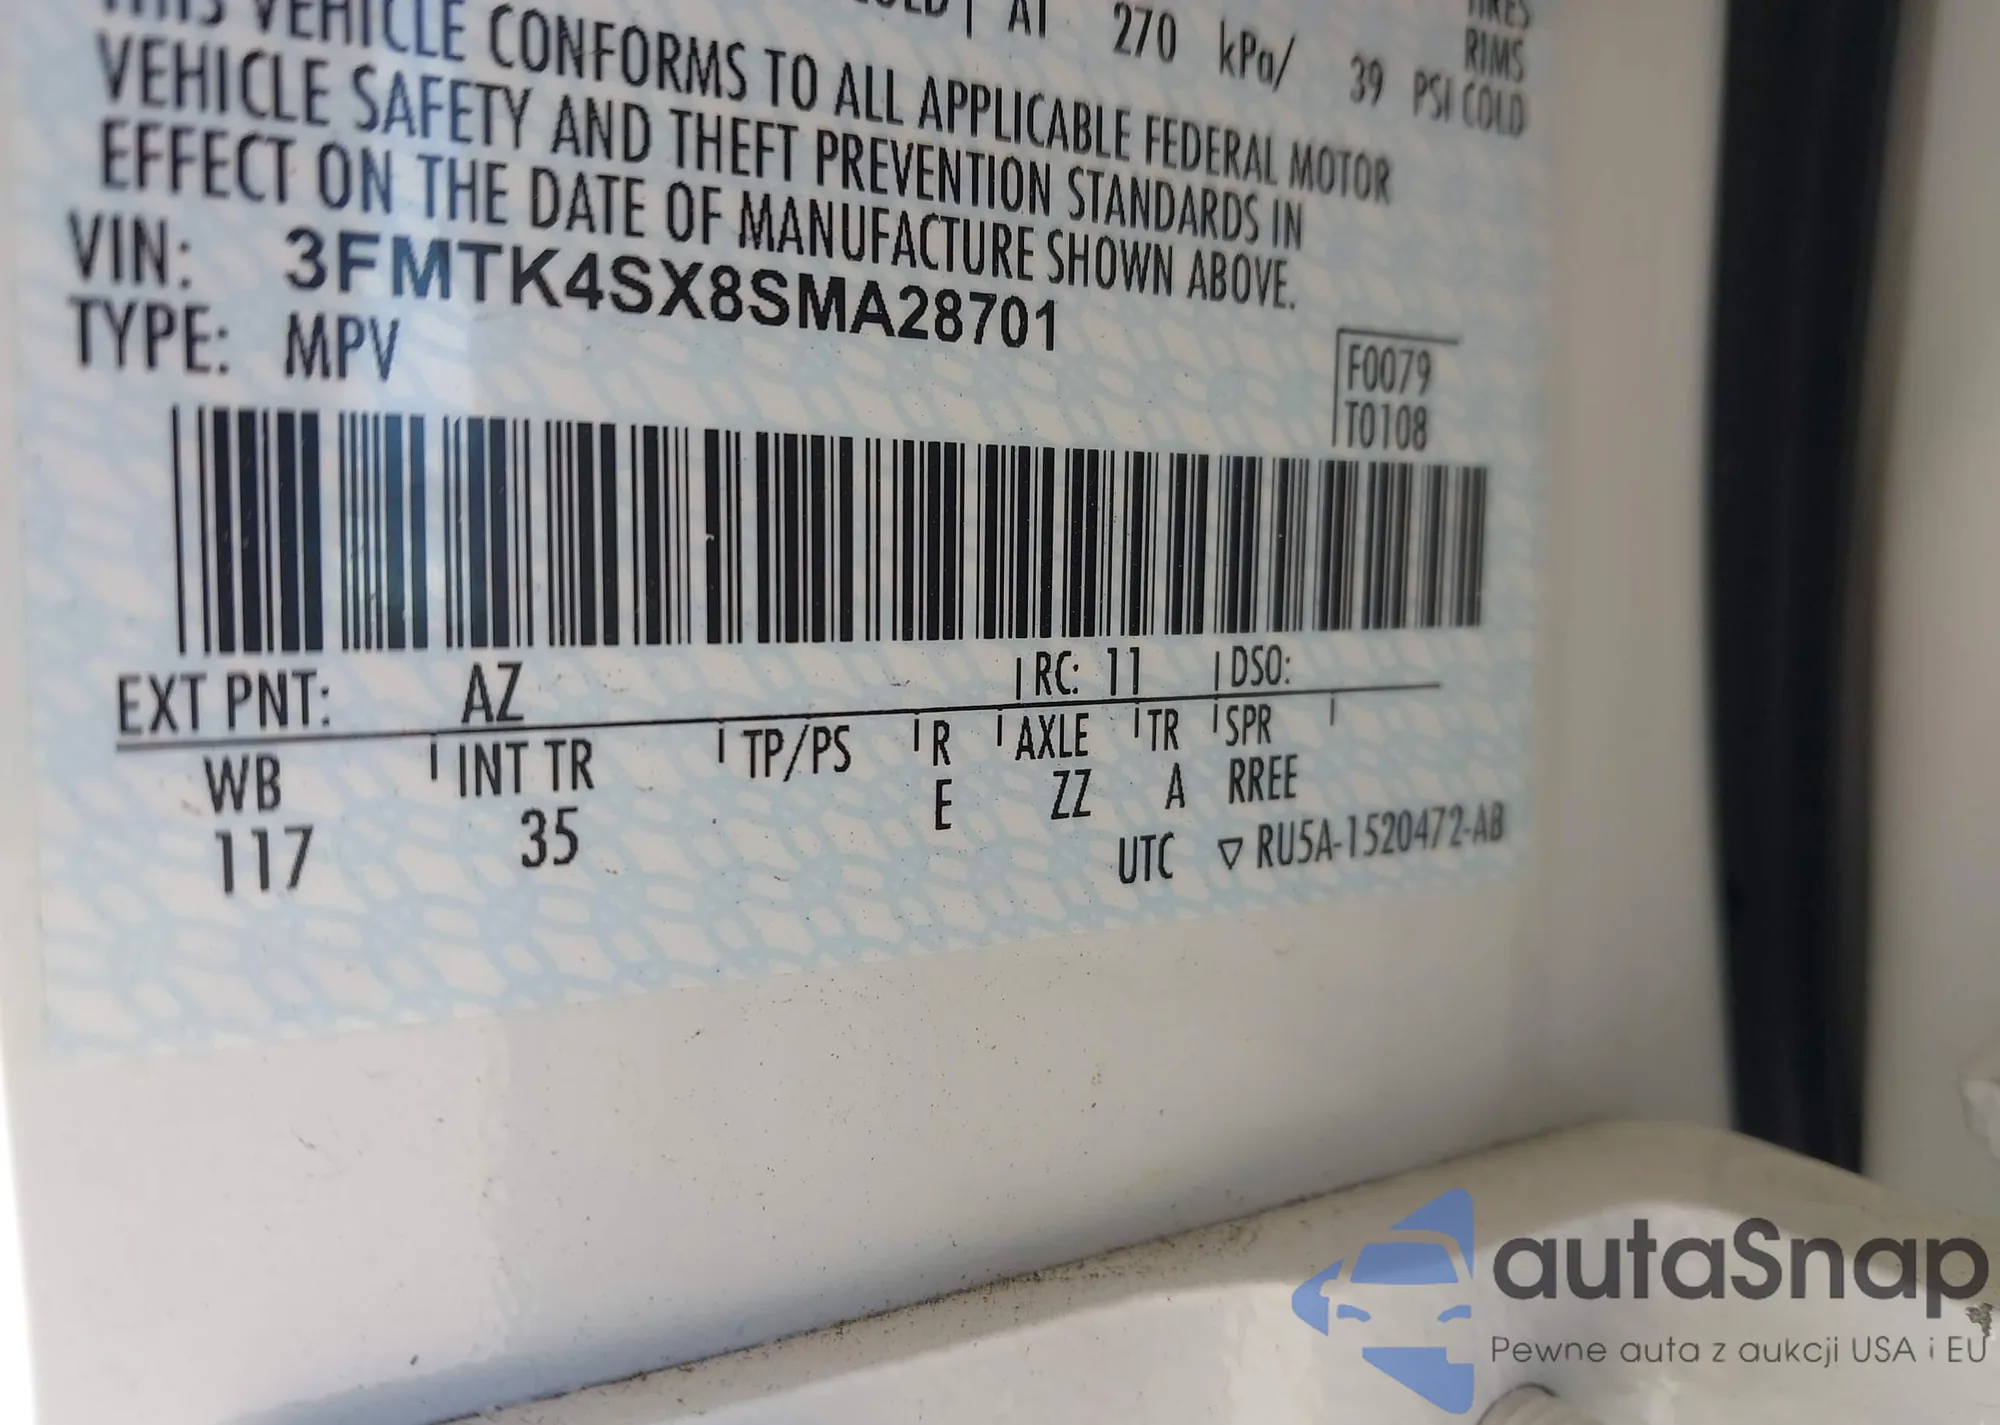 TIRES
RIMS
AT 270 kPa/ 39 PSI COLD
THIS VEHICLE CONFORMS TO ALL APPLICABLE FEDERAL MOTOR
VEHICLE SAFETY AND THEFT PREVENTION STANDARDS IN
EFFECT ON THE DATE OF MANUFACTURE SHOWN ABOVE.
VIN: 3FMTK4SX8SMA28701
TYPE: MPV
F0079
T0108
EXT PNT: AZ RC: 11 DSO:
WB INT TR TP/PS R AXLE TR SPR
117 35 E ZZ A RREE
UTC ▽ RU5A-1520472-AB
autaSnap
Pewne auta z aukcji USA i EU